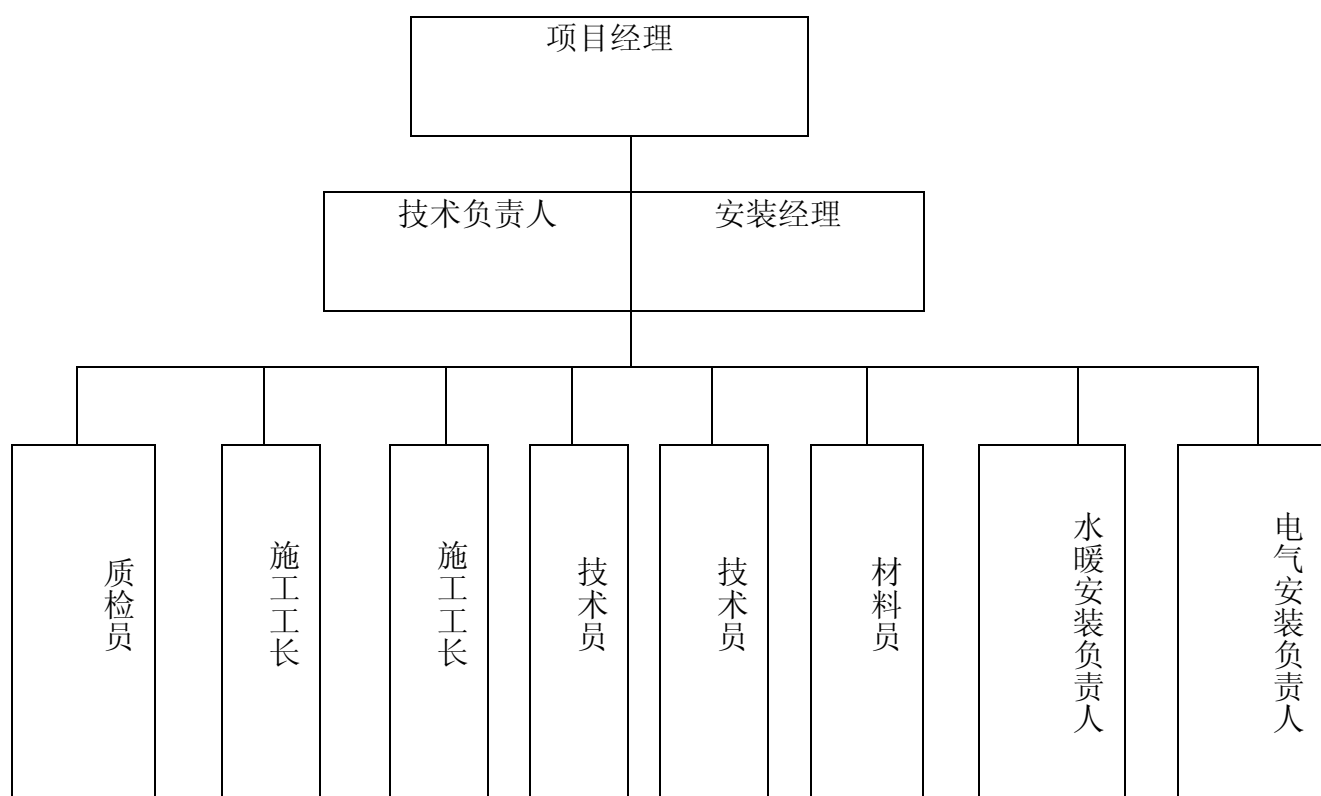 项目经理
技术负责人
安装经理
质检员
施工工长
施工工长
技术员
技术员
材料员
水暖安装负责人
电气安装负责人